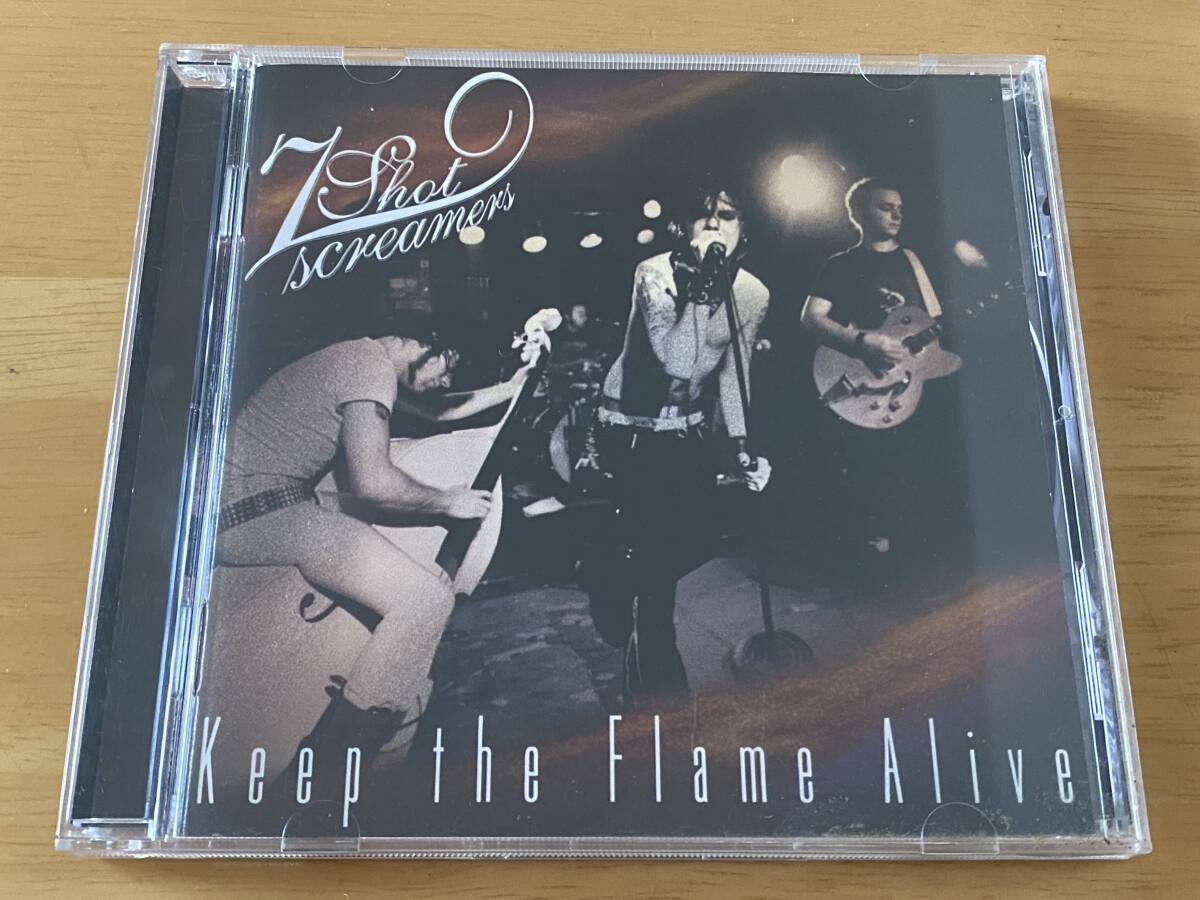 7 Shot
screamers
Keep the Flame Alive